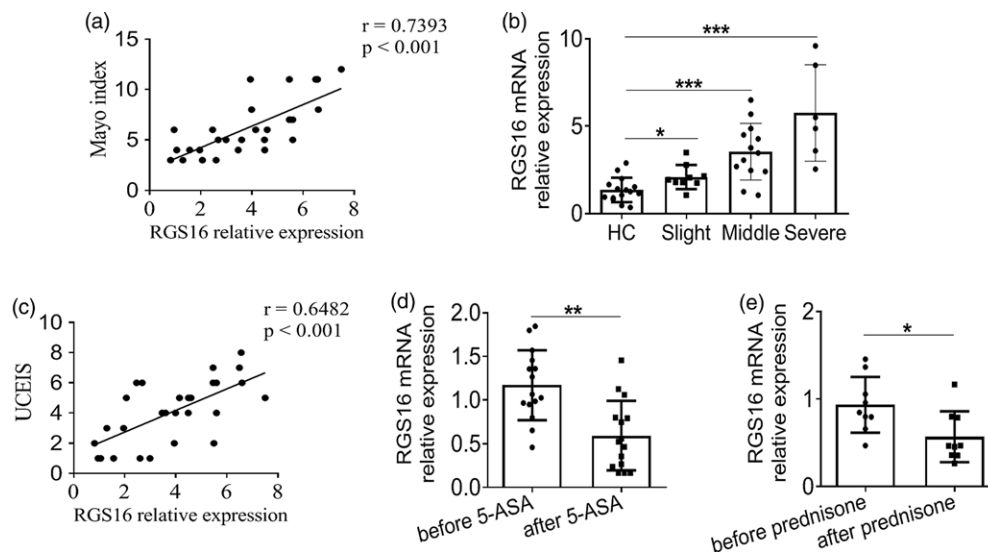 (a)
r = 0.7393
p < 0.001
Mayo index
15
10
5
0
0 2 4 6 8
RGS16 relative expression
(b)
RGS16 mRNA
relative expression
10
5
0
***
***
*
HC Slight Middle Severe
(c)
r = 0.6482
p < 0.001
UCEIS
10
8
6
4
2
0
0 2 4 6 8
RGS16 relative expression
(d)
RGS16 mRNA
relative expression
2.0
1.5
1.0
0.5
0.0
**
before 5-ASA after 5-ASA
(e)
RGS16 mRNA
relative expression
2
1
0
*
before prednisone after prednisone